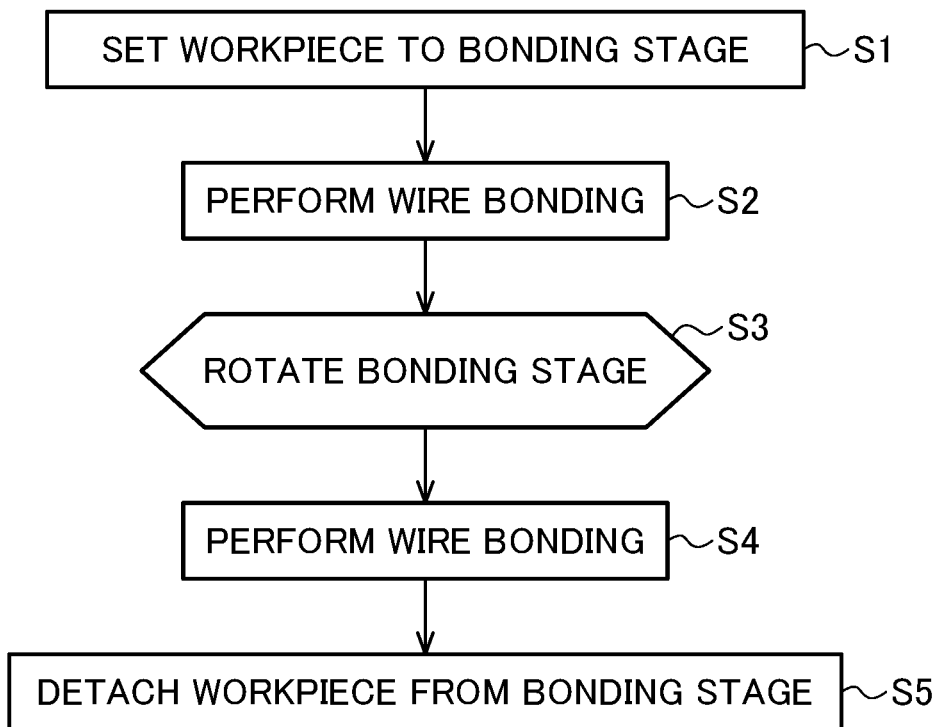 SET WORKPIECE TO BONDING STAGE S1
PERFORM WIRE BONDING S2
ROTATE BONDING STAGE S3
PERFORM WIRE BONDING S4
DETACH WORKPIECE FROM BONDING STAGE S5